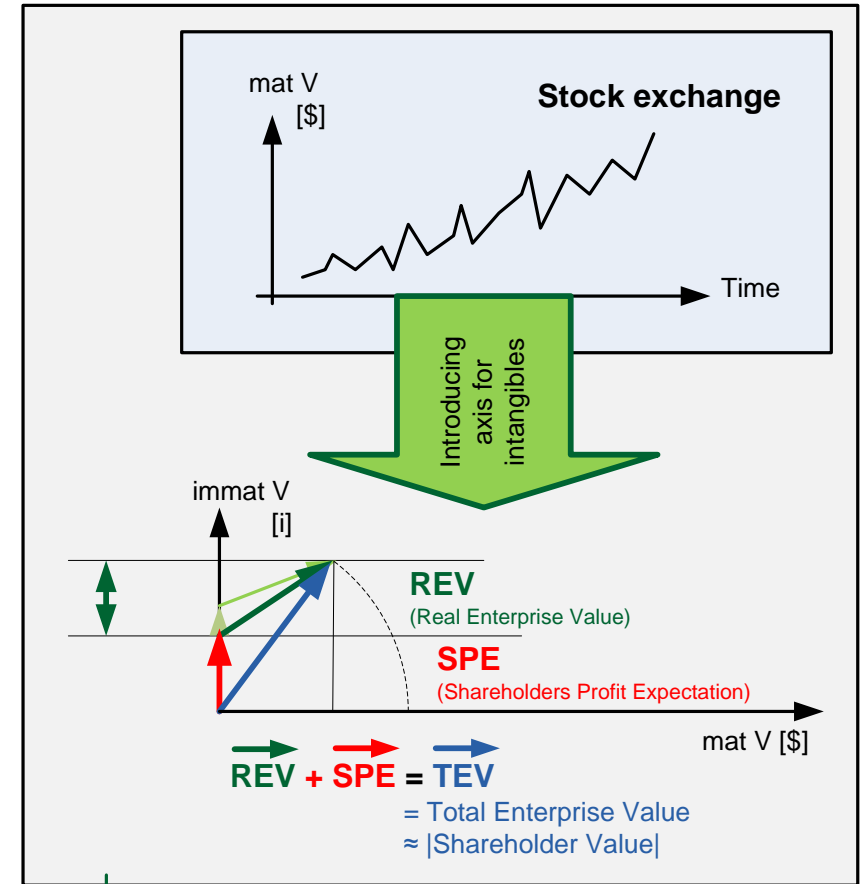 mat V
[$]
Stock exchange
Time
Introducing
axis for
intangibles
immat V
[i]
REV
(Real Enterprise Value)
SPE
(Shareholders Profit Expectation)
mat V [$]
REV + SPE = TEV
= Total Enterprise Value
≈ |Shareholder Value|